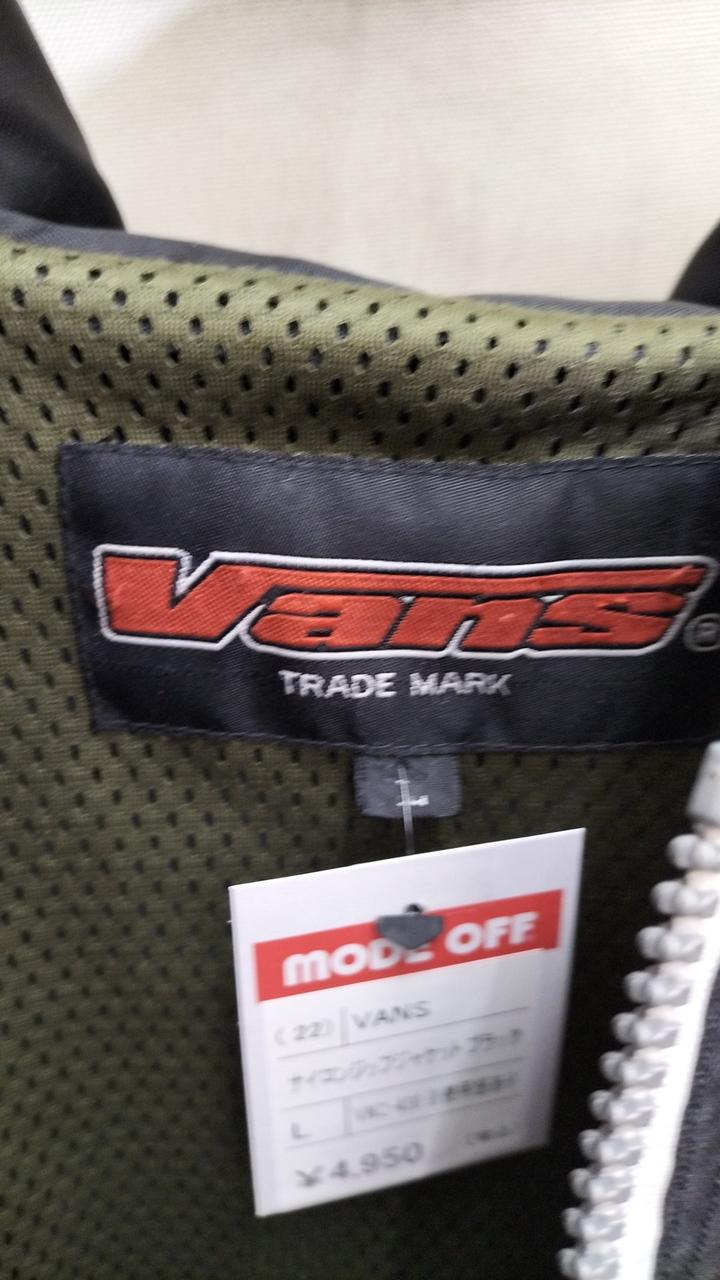 Vans ®
TRADE MARK
L
MODE OFF
(22) VANS
ナイロンジップジャケット ブラック
L
¥4,950